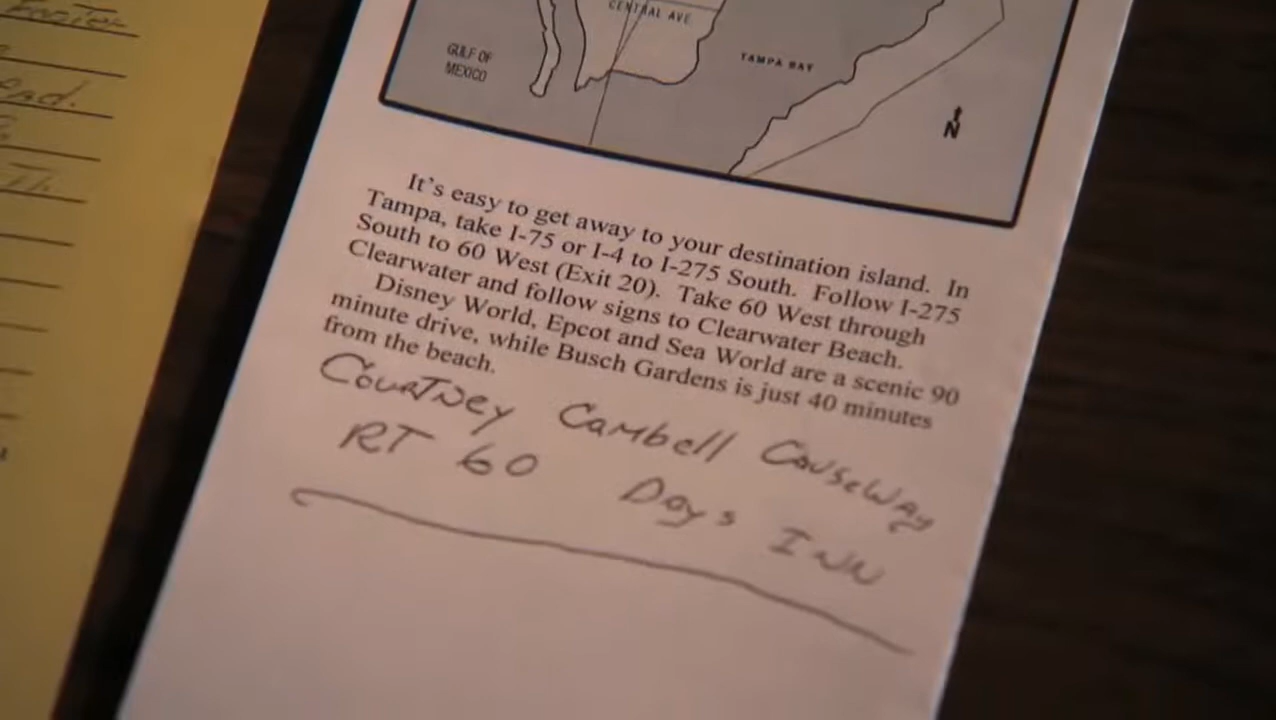 CENTRAL AVE
GULF OF
MEXICO
TAMPA BAY
N
It's easy to get away to your destination island. In
Tampa, take I-75 or I-4 to I-275 South. Follow I-275
South to 60 West (Exit 20). Take 60 West through
Clearwater and follow signs to Clearwater Beach.
Disney World, Epcot and Sea World are a scenic 90
minute drive, while Busch Gardens is just 40 minutes
from the beach.
Courtney Cambell Causeway
RT 60 Days Inn